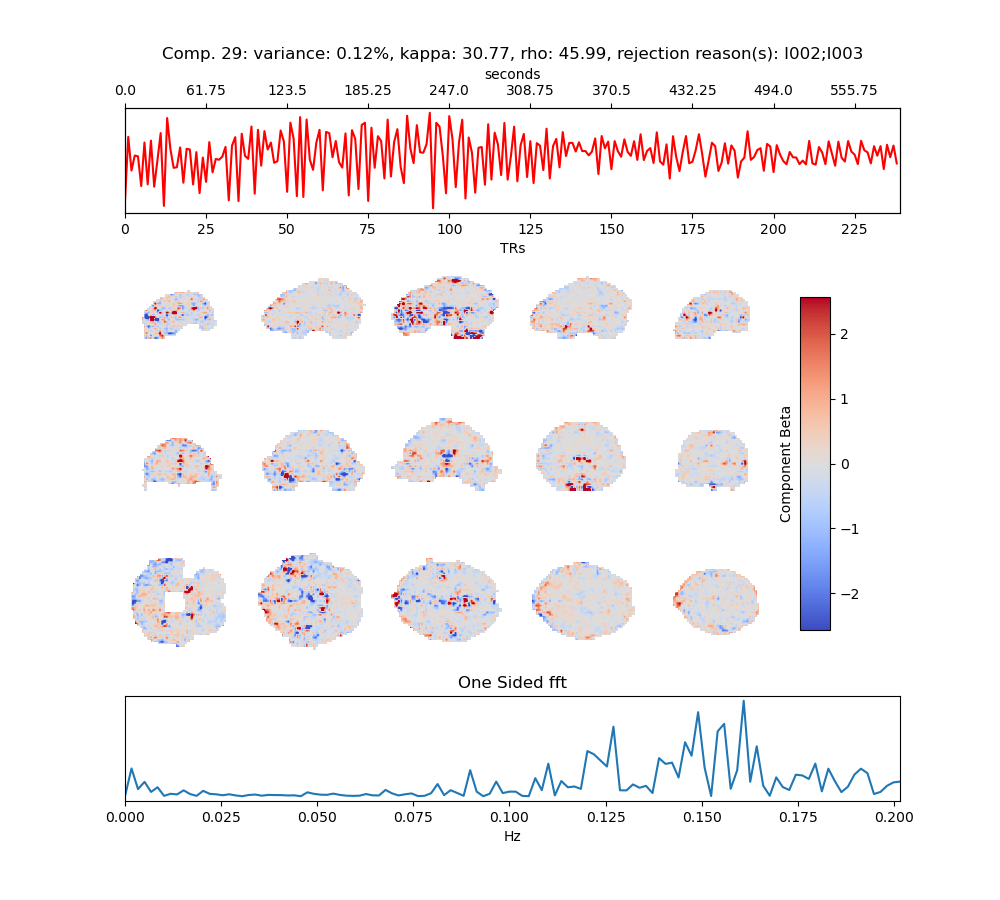 Comp. 29: variance: 0.12%, kappa: 30.77, rho: 45.99, rejection reason(s): I002;I003
seconds
0.0 61.75 123.5 185.25 247.0 308.75 370.5 432.25 494.0 555.75
0 25 50 75 100 125 150 175 200 225
TRs
2
1
0
−1
−2
Component Beta
One Sided fft
0.000 0.025 0.050 0.075 0.100 0.125 0.150 0.175 0.200
Hz